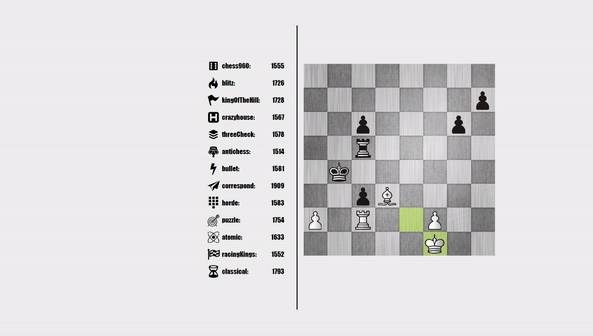 chess960: 1555
blitz: 1726
kingOfTheHill: 1728
crazyhouse: 1567
threeCheck: 1578
antichess: 1514
bullet: 1581
correspond: 1909
horde: 1583
puzzle: 1754
atomic: 1633
racingKings: 1552
classical: 1793